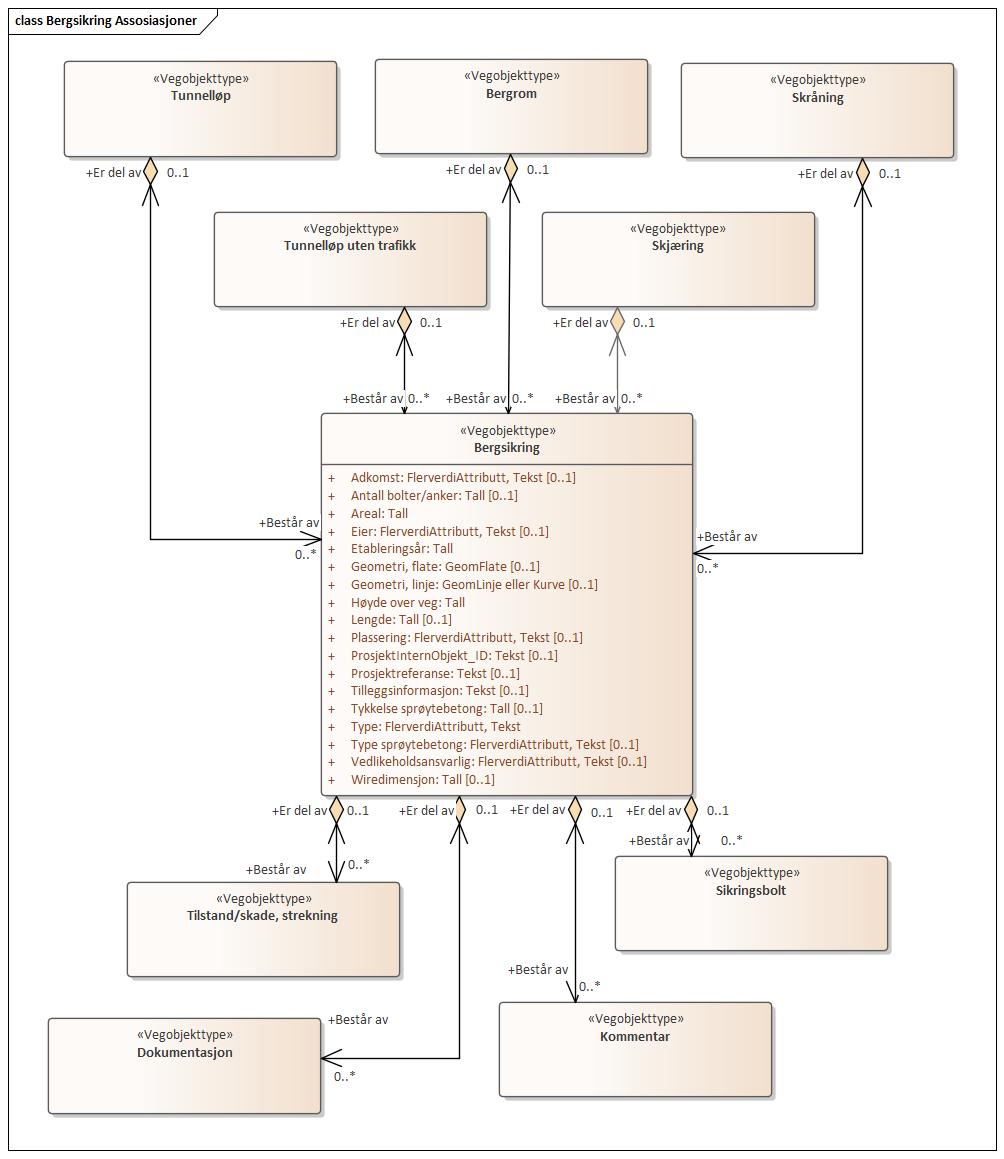 class Bergsikring Assosiasjoner
«Vegobjekttype»
Tunnelløp
«Vegobjekttype»
Bergrom
«Vegobjekttype»
Skråning
+Er del av 0..1
+Er del av 0..1
+Er del av 0..1
«Vegobjekttype»
Tunnelløp uten trafikk
«Vegobjekttype»
Skjæring
+Er del av 0..1
+Er del av 0..1
+Består av 0..*
+Består av 0..*
+Består av 0..*
«Vegobjekttype»
Bergsikring
+ Adkomst: FlerverdiAttributt, Tekst [0..1]
+ Antall bolter/anker: Tall [0..1]
+ Areal: Tall
+ Eier: FlerverdiAttributt, Tekst [0..1]
+ Etableringsår: Tall
+ Geometri, flate: GeomFlate [0..1]
+ Geometri, linje: GeomLinje eller Kurve [0..1]
+ Høyde over veg: Tall
+ Lengde: Tall [0..1]
+ Plassering: FlerverdiAttributt, Tekst [0..1]
+ ProsjektInternObjekt_ID: Tekst [0..1]
+ Prosjektreferanse: Tekst [0..1]
+ Tilleggsinformasjon: Tekst [0..1]
+ Tykkelse sprøytebetong: Tall [0..1]
+ Type: FlerverdiAttributt, Tekst
+ Type sprøytebetong: FlerverdiAttributt, Tekst [0..1]
+ Vedlikeholdsansvarlig: FlerverdiAttributt, Tekst [0..1]
+ Wiredimensjon: Tall [0..1]
+Består av
0..*
+Består av
0..*
+Er del av 0..1
+Er del av 0..1
+Er del av 0..1
+Er del av 0..1
+Består av 0..*
+Består av 0..*
«Vegobjekttype»
Tilstand/skade, strekning
«Vegobjekttype»
Sikringsbolt
+Består av
0..*
+Består av
0..*
«Vegobjekttype»
Dokumentasjon
«Vegobjekttype»
Kommentar